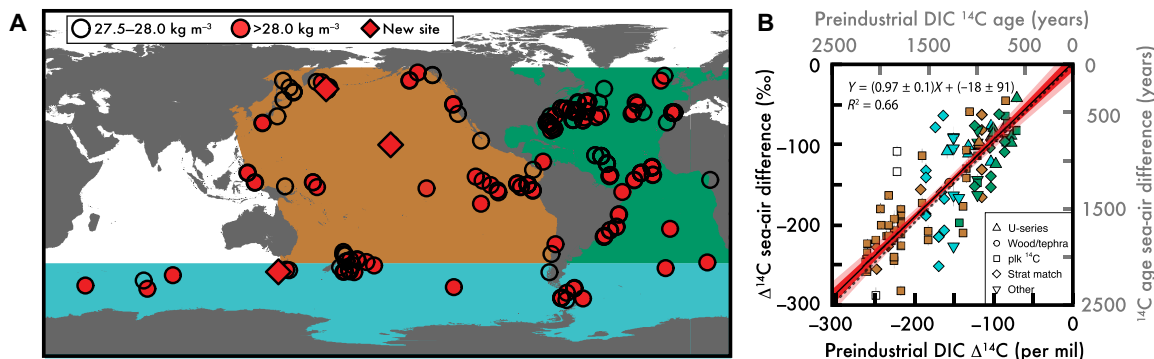 A
27.5–28.0 kg m⁻³ >28.0 kg m⁻³ New site
B
Preindustrial DIC ¹⁴C age (years)
2500 1500 500 0
Y = (0.97 ± 0.1)X + (−18 ± 91)
R² = 0.66
Δ¹⁴C sea-air difference (‰)
0
−100
−200
−300
0
500
1500
2500
¹⁴C age sea-air difference (years)
U-series
Wood/tephra
plk ¹⁴C
Strat match
Other
−300 −200 −100 0
Preindustrial DIC Δ¹⁴C (per mil)